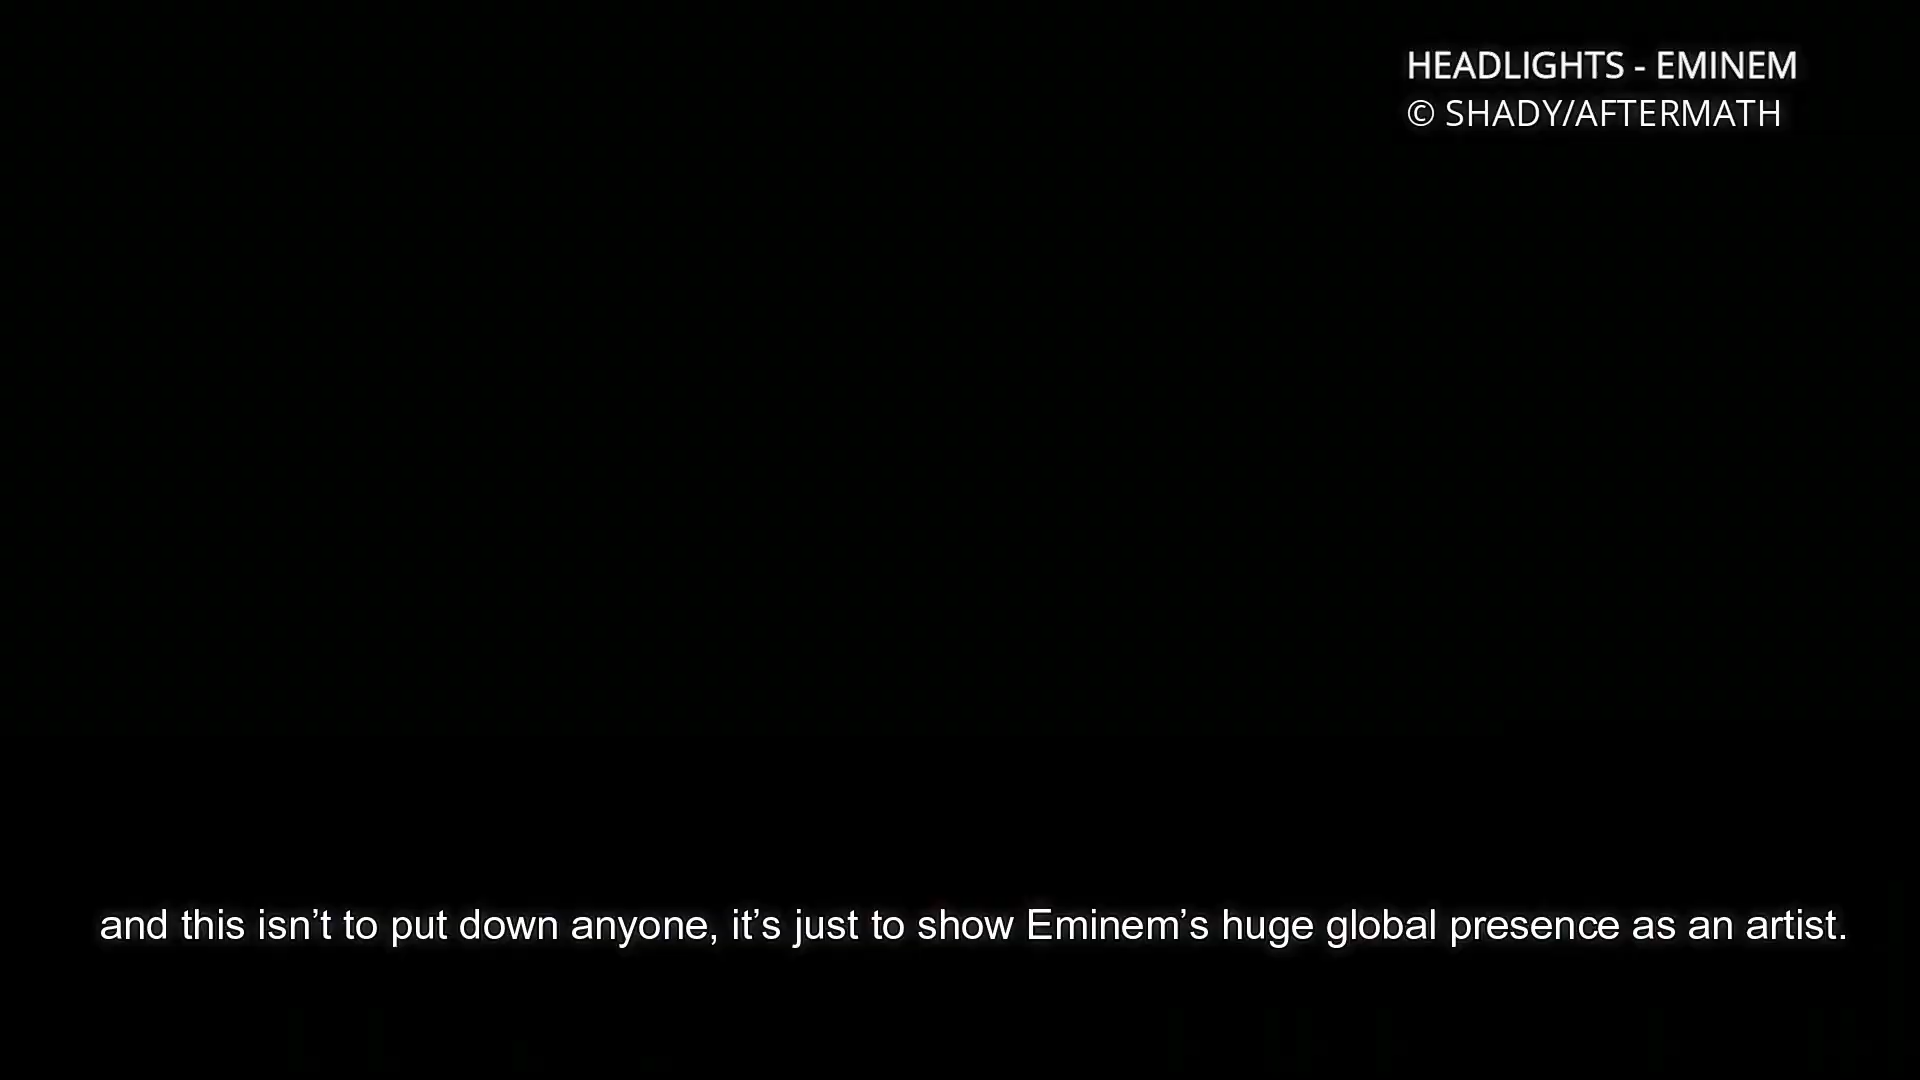 HEADLIGHTS - EMINEM
© SHADY/AFTERMATH
and this isn’t to put down anyone, it’s just to show Eminem’s huge global presence as an artist.